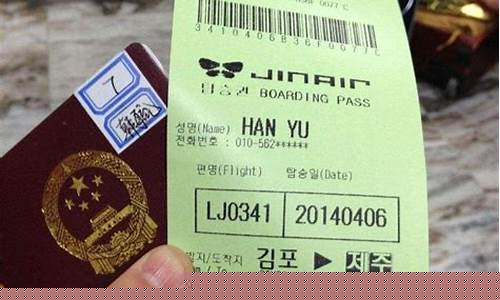 JINAIR
탑승권 BOARDING PASS
성명(Name) HAN YU
전화번호 : 010-562******
편명(Flight) 탑승일(Date)
LJ0341 20140406
김포 ▶ 제주
7